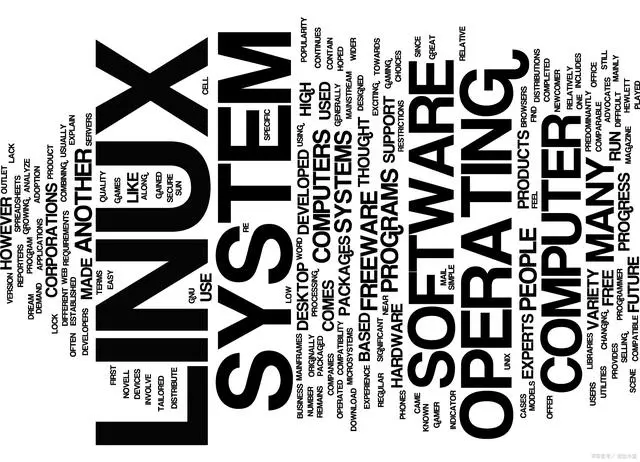 VERSION OUTLET LACK
HOWEVER
REPORTERS SPREADSHEETS
DREAM PROGRAM GROWING, ANALYZE
DEMAND APPLICATIONS ADOPTION
LOCK CORPORATIONS PRODUCT
DIFFERENT WEB REQUIREMENTS COMBINING, USUALLY
OFTEN ESTABLISHED EXPLAIN
DEVELOPERS MADE ANOTHER SERVERS
TERMS QUALITY
EASY GAMES
FIRST LIKE
NOVELL ALONG,
DEVICES GAINED
INVOLVE SECURE
TAILORED GNU SUN
DISTRIBUTE USE CELL
LINUX
SYSTEM
RE SPECIFIC
LOW
BUSINESS MAINFRAMES DESKTOP WORD DEVELOPED USING, HIGH POPULARITY
NUMBER ORIGINALLY PROCESSING, CONTINUES
REMAINS PACKAGED COMES COMPUTERS USED CONTAIN
COMPANIES GENERALLY HOPED
OPERATED COMPATIBILITY PACKAGES SYSTEMS MAINSTREAM WIDER
DOWNLOAD MICROSYSTEMS
EXPERIENCE BASED FREEWARE THOUGHT DESIGNED
REGULAR SIGNIFICANT NEAR PROGRAMS SUPPORT EXCITING, TOWARDS
GAMING,
PHONES HARDWARE RESTRICTIONS CHOICES
CAME SINCE
KNOWN SOFTWARE GREAT
GAMER MAIL
INDICATOR SIMPLE
OPERATING RELATIVE
UNIX
CASES EXPERTS PEOPLE PRODUCTS BROWSERS
MODELS FEEL FIND DISTRIBUTIONS
OFFER COMPUTER COMPLETED
NEWCOMER
RELATIVELY
ONE INCLUDES
USERS LIBRARIES VARIETY MANY PREDOMINANTLY OFFICE
UTILITIES CHANGING, FREE COMPARABLE
PROVIDES RUN ADVOCATES STILL
SELLING, PROGRAMMER DIFFICULT MAINLY
SCENE COMPATIBLE FUTURE PROGRESS MAGAZINE HEWLETT
PLAYED